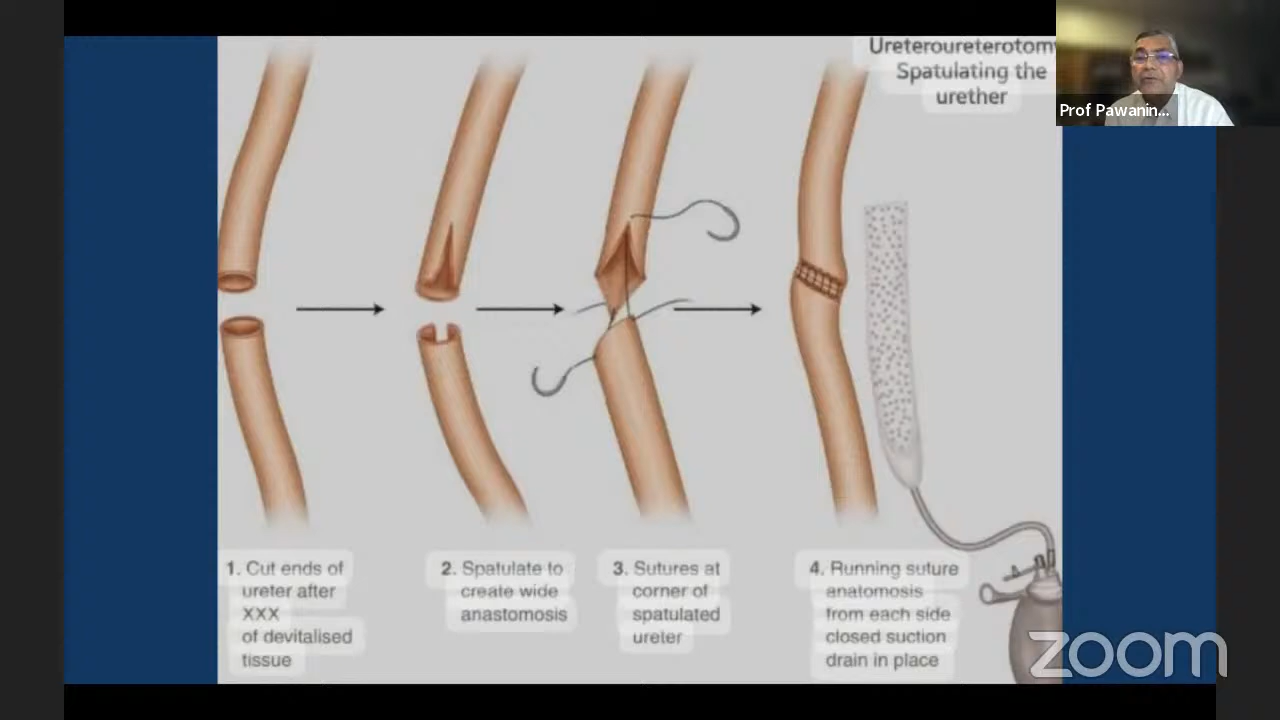 Ureteroureterotomy
Spatulating the
urether
Prof Pawanin...
1. Cut ends of
ureter after
XXX
of devitalised
tissue
2. Spatulate to
create wide
anastomosis
3. Sutures at
corner of
spatulated
ureter
4. Running suture
anatomosis
from each side
closed suction
drain in place
zoom